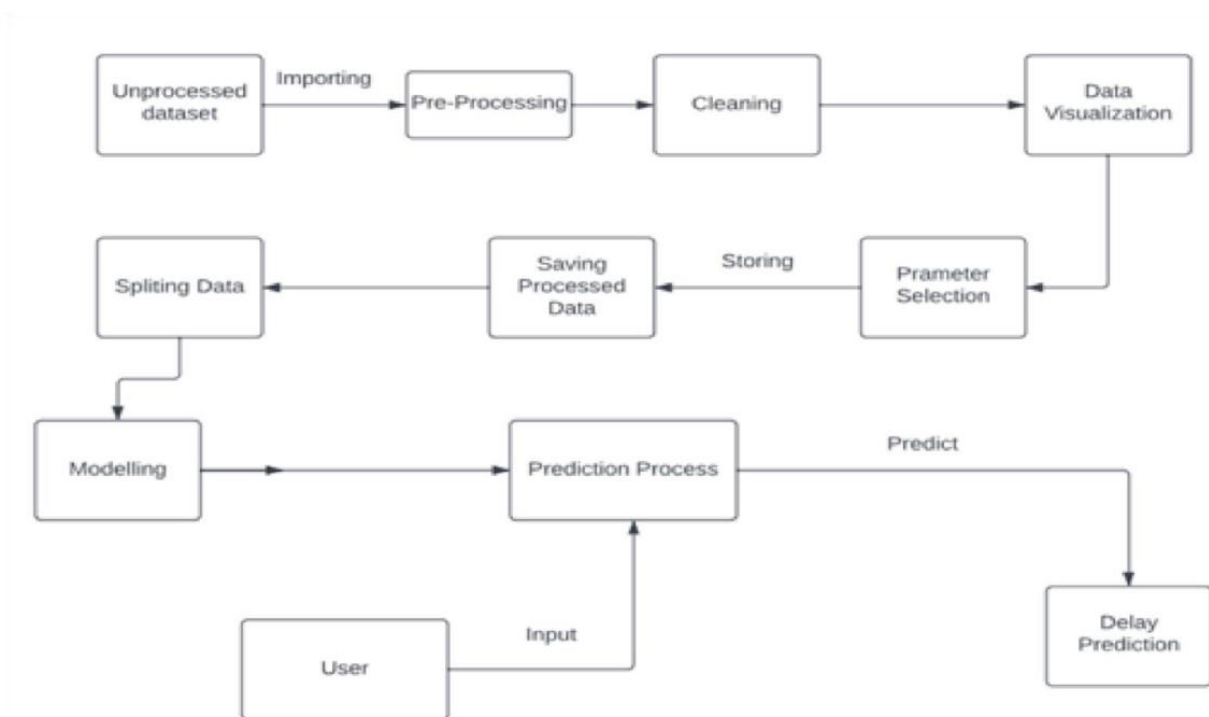 Unprocessed
dataset
Importing
Pre-Processing
Cleaning
Data
Visualization
Spliting Data
Saving
Processed
Data
Storing
Prameter
Selection
Modelling
Prediction Process
Predict
User
Input
Delay
Prediction